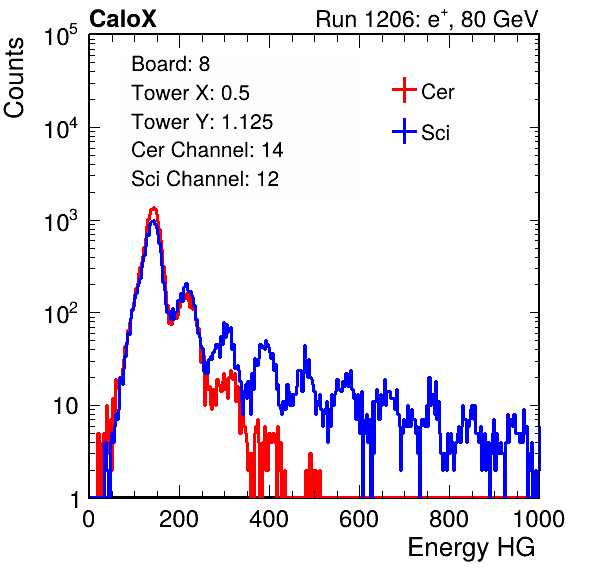 CaloX Run 1206: e⁺, 80 GeV
Counts
Board: 8
Tower X: 0.5
Tower Y: 1.125
Cer Channel: 14
Sci Channel: 12
Cer
Sci
10⁵
10⁴
10³
10²
10
1
0 200 400 600 800 1000
Energy HG